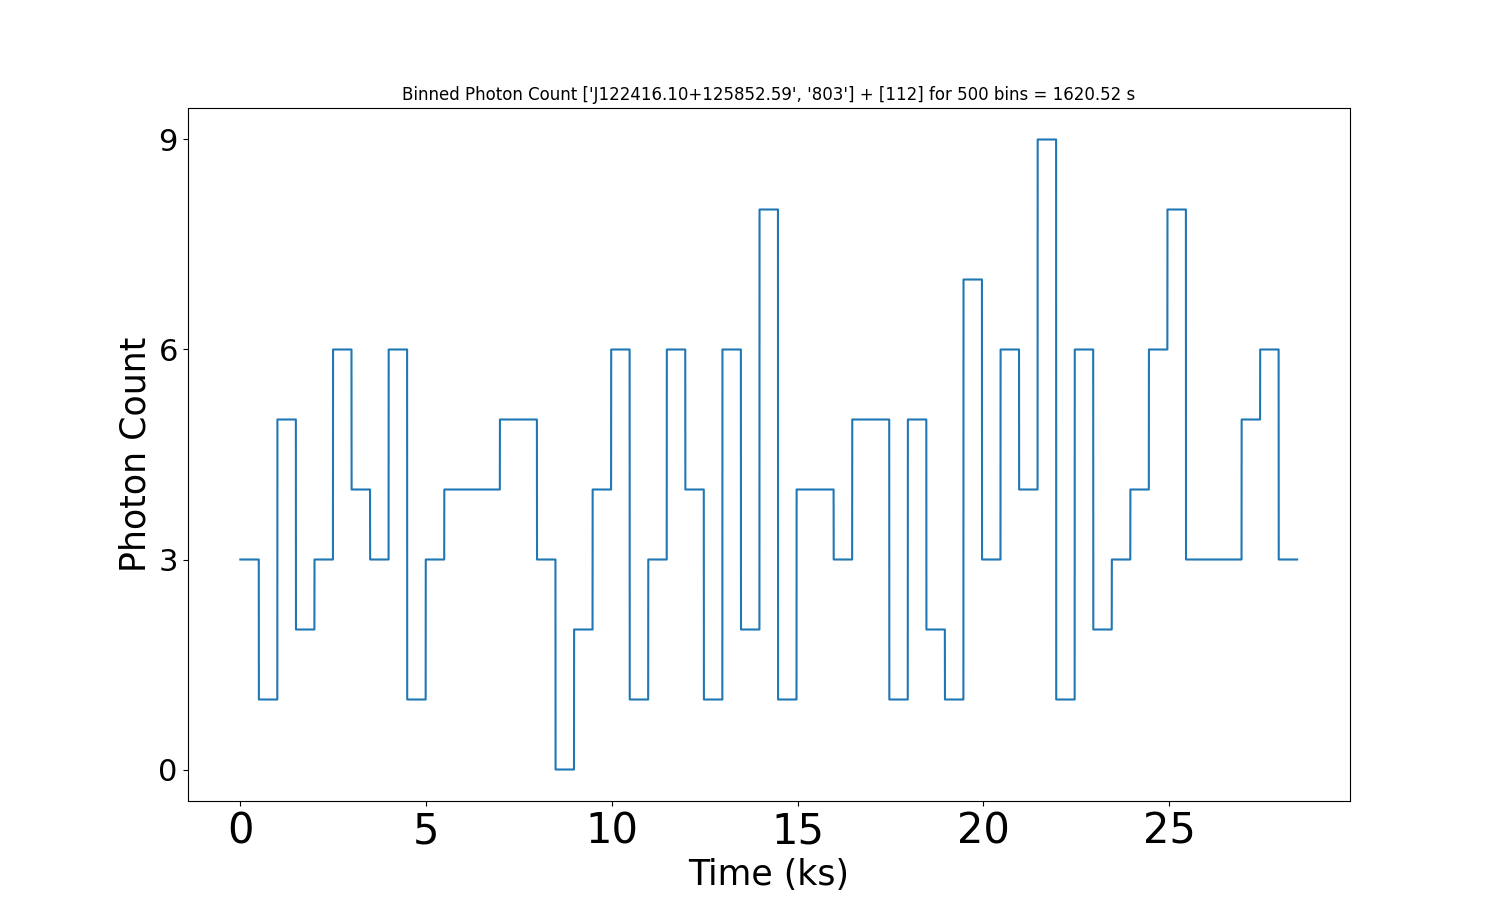 Binned Photon Count ['J122416.10+125852.59', '803'] + [112] for 500 bins = 1620.52 s
9
6
3
0
Photon Count
0 5 10 15 20 25
Time (ks)